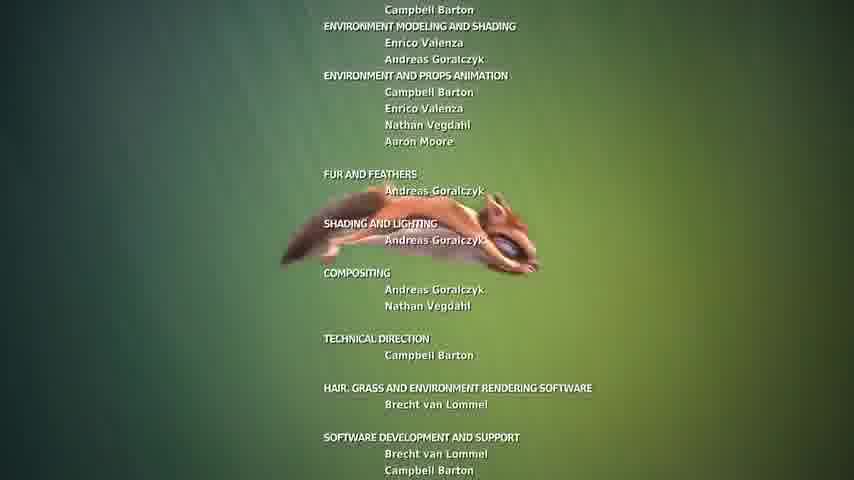 Campbell Barton
ENVIRONMENT MODELING AND SHADING
Enrico Valenza
Andreas Goralczyk
ENVIRONMENT AND PROPS ANIMATION
Campbell Barton
Enrico Valenza
Nathan Vegdahl
Aaron Moore
FUR AND FEATHERS
Andreas Goralczyk
SHADING AND LIGHTING
Andreas Goralczyk
COMPOSITING
Andreas Goralczyk
Nathan Vegdahl
TECHNICAL DIRECTION
Campbell Barton
HAIR, GRASS AND ENVIRONMENT RENDERING SOFTWARE
Brecht van Lommel
SOFTWARE DEVELOPMENT AND SUPPORT
Brecht van Lommel
Campbell Barton